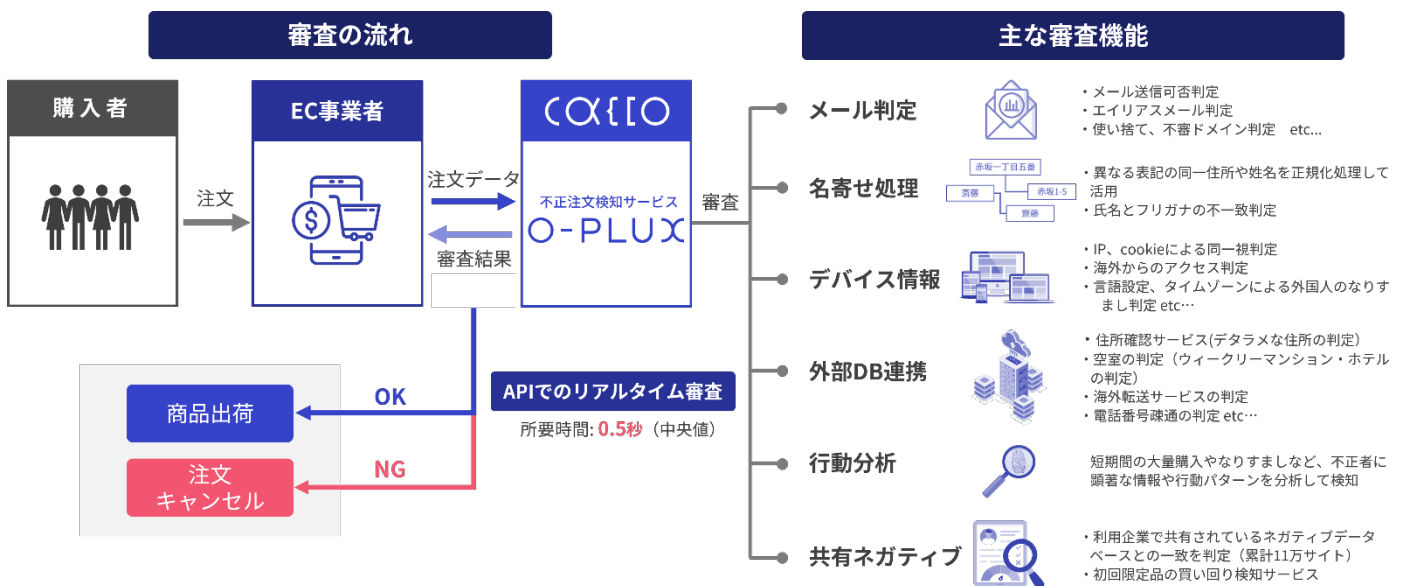 審査の流れ
主な審査機能
購入者
EC事業者
cacco
注文
注文データ
不正注文検知サービス
O-PLUX
審査結果
審査
OK
商品出荷
NG
注文
キャンセル
APIでのリアルタイム審査
所要時間: 0.5秒（中央値）
メール判定
・メール送信可否判定
・エイリアスメール判定
・使い捨て、不審ドメイン判定 etc...
名寄せ処理
赤坂一丁目五番
斎藤
赤坂1-5
齋藤
・異なる表記の同一住所や姓名を正規化処理して
活用
・氏名とフリガナの不一致判定
デバイス情報
・IP、cookieによる同一視判定
・海外からのアクセス判定
・言語設定、タイムゾーンによる外国人のなりす
まし判定 etc…
外部DB連携
・住所確認サービス(デタラメな住所の判定）
・空室の判定（ウィークリーマンション・ホテル
の判定）
・海外転送サービスの判定
・電話番号疎通の判定 etc…
行動分析
短期間の大量購入やなりすましなど、不正者に
顕著な情報や行動パターンを分析して検知
共有ネガティブ
・利用企業で共有されているネガティブデータ
ベースとの一致を判定（累計11万サイト）
・初回限定品の買い回り検知サービス